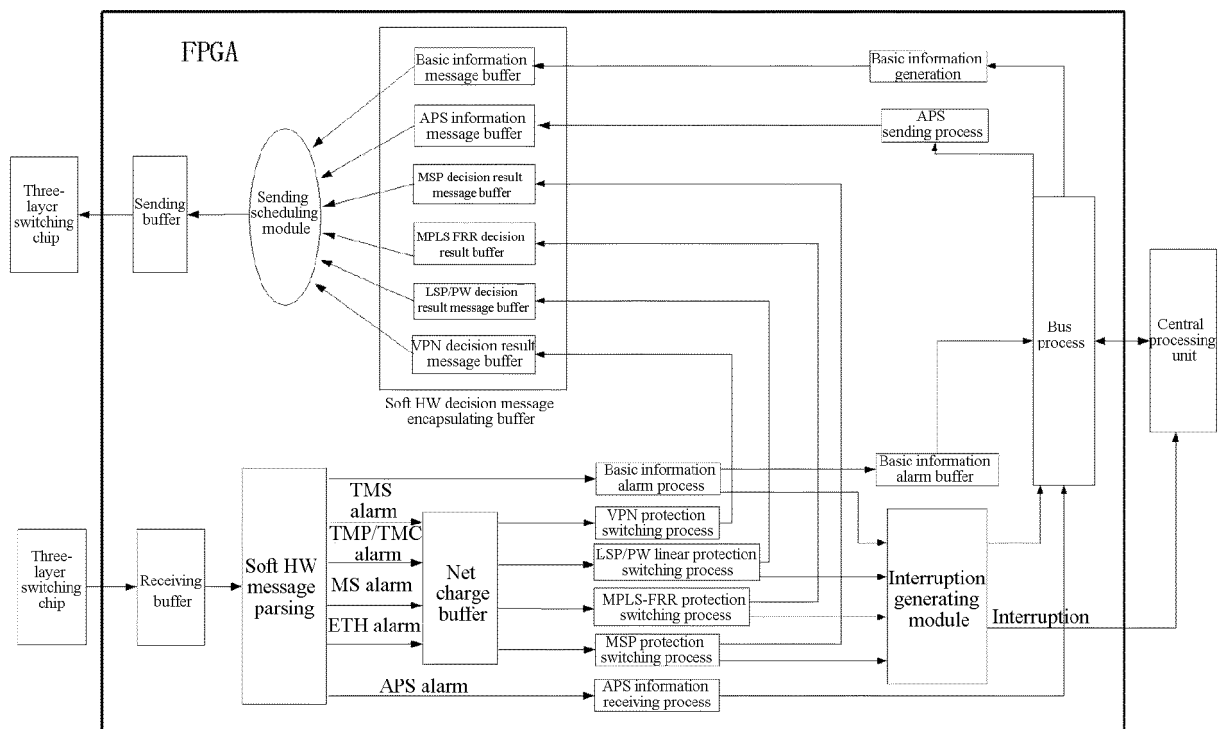 FPGA
Basic information
message buffer
Basic information
generation
APS information
message buffer
APS
sending process
MSP decision result
message buffer
Three-
layer
switching
chip
Sending
buffer
Sending
scheduling
module
MPLS FRR decision
result buffer
LSP/PW decision
result message buffer
VPN decision result
message buffer
Soft HW decision message
encapsulating buffer
Bus
process
Central
processing
unit
Basic information
alarm process
Basic information
alarm buffer
TMS
alarm
VPN protection
switching process
TMP/TMC
alarm
LSP/PW linear protection
switching process
Three-
layer
switching
chip
Receiving
buffer
Soft HW
message
parsing
MS alarm
Net
charge
buffer
MPLS-FRR protection
switching process
Interruption
generating
module
Interruption
ETH alarm
MSP protection
switching process
APS alarm
APS information
receiving process